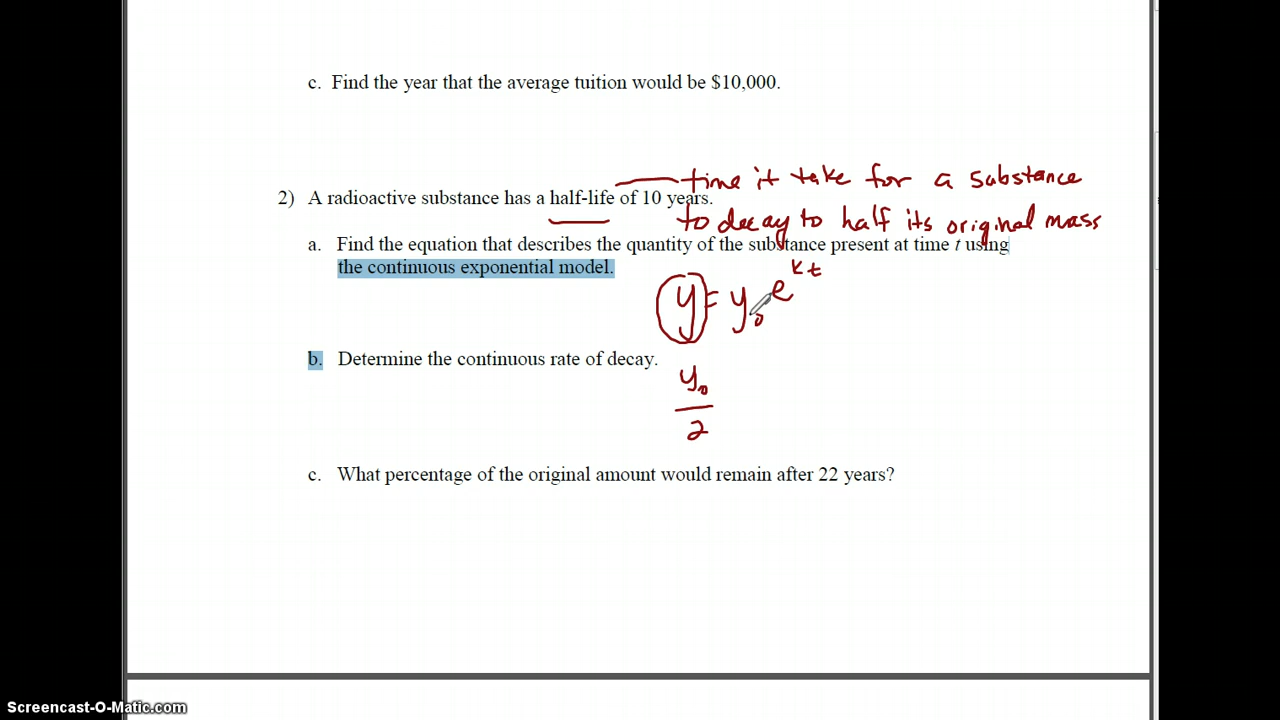 c. Find the year that the average tuition would be $10,000.
time it take for a substance
2) A radioactive substance has a half-life of 10 years.
to decay to half its original mass
a. Find the equation that describes the quantity of the substance present at time t using
the continuous exponential model.
y = y₀e^kt
b. Determine the continuous rate of decay.
y₀
2
c. What percentage of the original amount would remain after 22 years?
Screencast-O-Matic.com